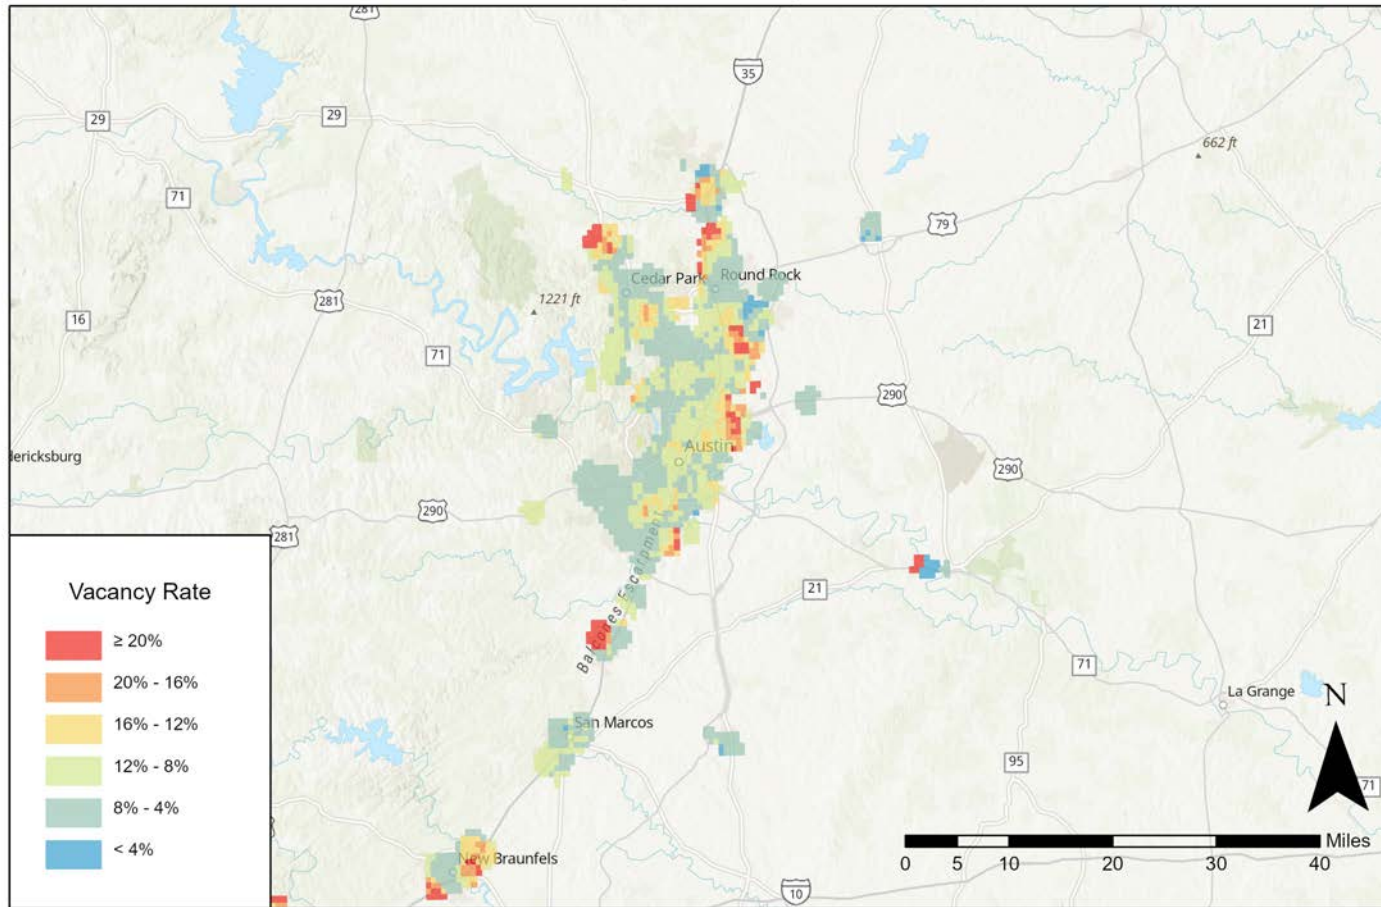 281
35
29
29
662 ft
71
79
Cedar Park
Round Rock
281
1221 ft
16
21
71
290
Austin
dericksburg
290
290
281
Balcones Escarpment
21
71
La Grange
N
San Marcos
95
71
New Braunfels
10
Vacancy Rate
≥ 20%
20% - 16%
16% - 12%
12% - 8%
8% - 4%
< 4%
Miles
0 5 10 20 30 40